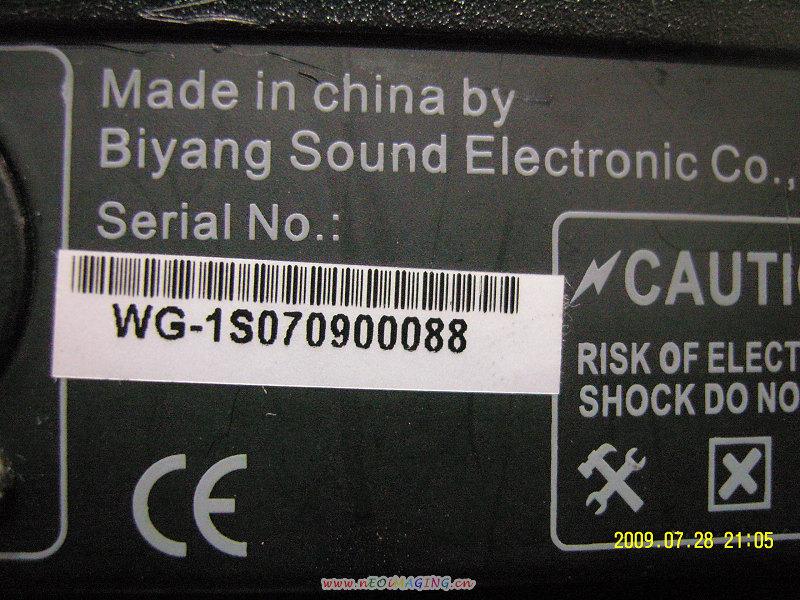 Made in china by
Biyang Sound Electronic Co.,
Serial No.:
WG-1S070900088
CAUTI
RISK OF ELECT
SHOCK DO NO
CE
2009.07.28 21:05
www.nEOiMAGING.cn